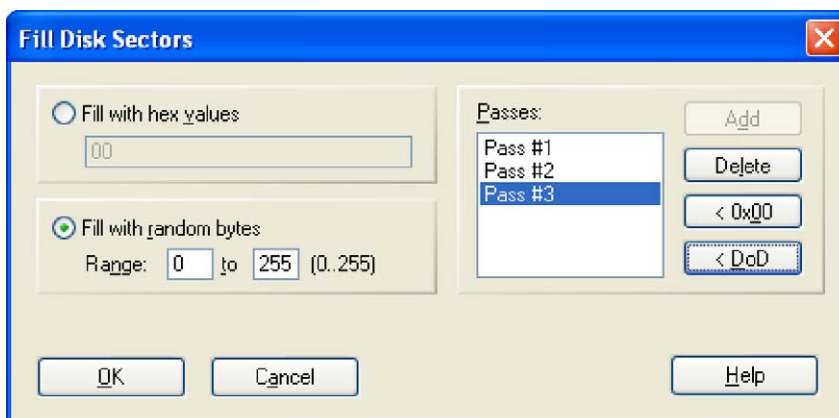 Fill Disk Sectors
Fill with hex values
00
Fill with random bytes
Range: 0 to 255 (0..255)
Passes:
Pass #1
Pass #2
Pass #3
Add
Delete
< 0x00
< DoD
OK
Cancel
Help